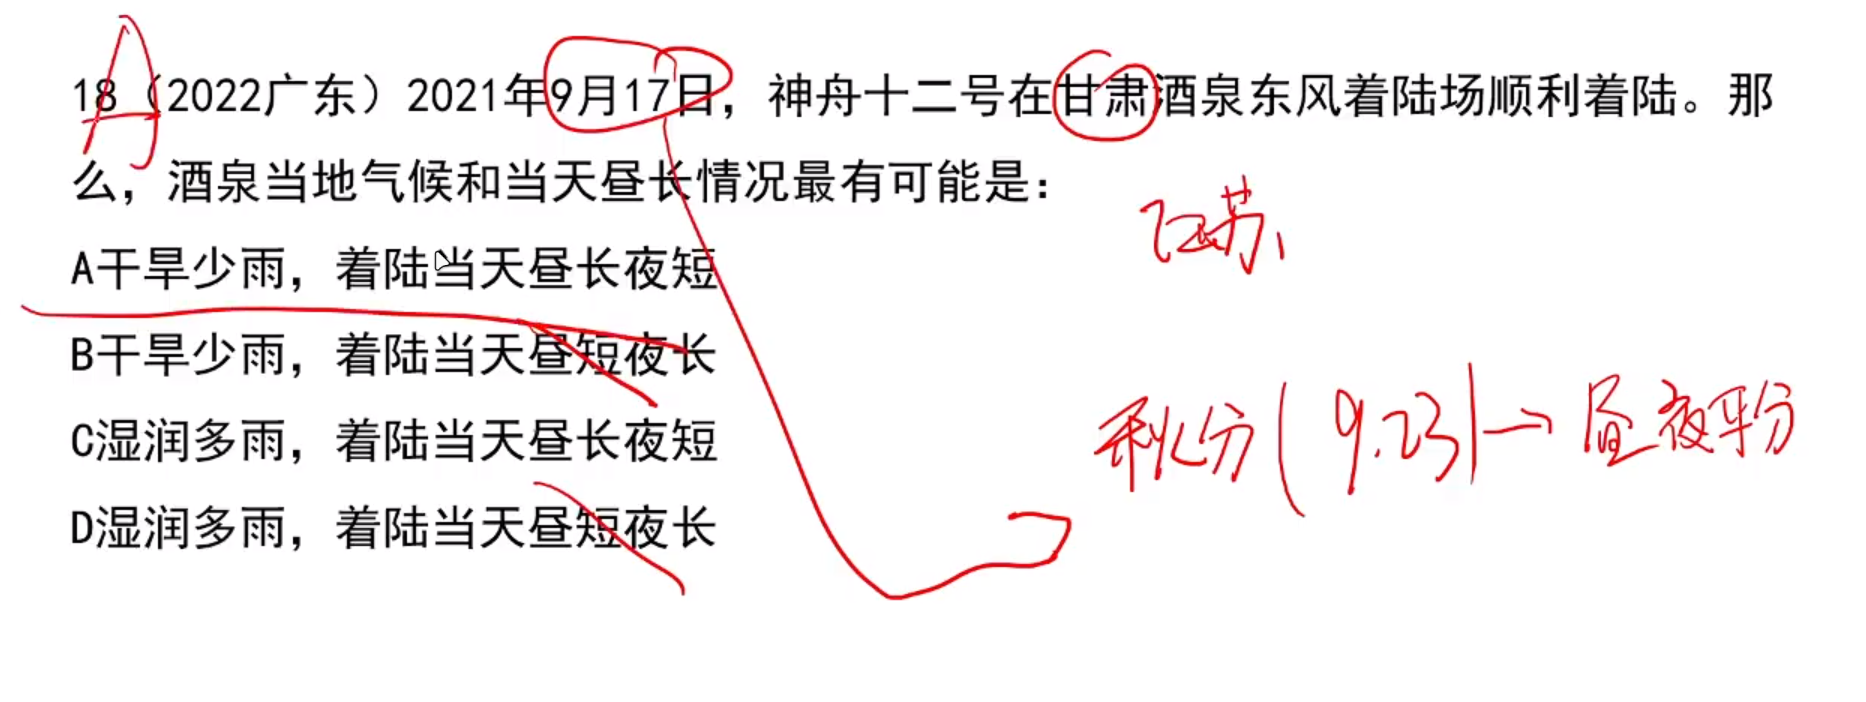 18（2022广东）2021年9月17日，神舟十二号在甘肃酒泉东风着陆场顺利着陆。那
么，酒泉当地气候和当天昼长情况最有可能是：
A干旱少雨，着陆当天昼长夜短
B干旱少雨，着陆当天昼短夜长
C湿润多雨，着陆当天昼长夜短
D湿润多雨，着陆当天昼短夜长
A
江苏、
秋分(9.23)→昼夜平分